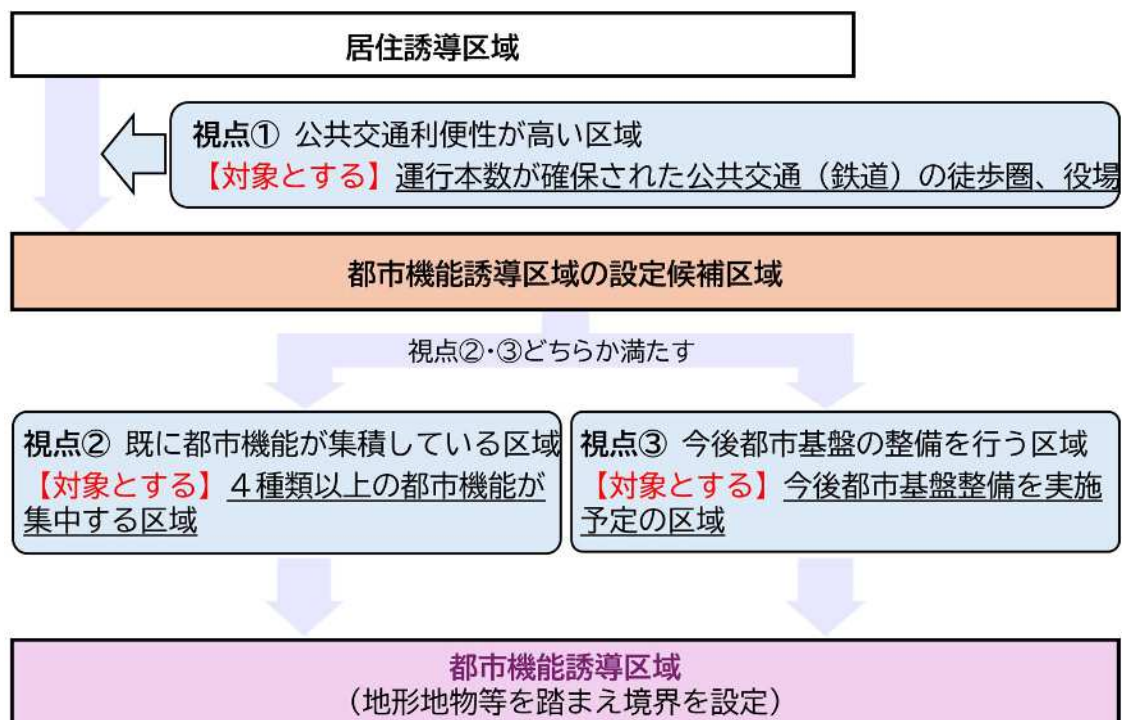 居住誘導区域
視点① 公共交通利便性が高い区域
【対象とする】運行本数が確保された公共交通（鉄道）の徒歩圏、役場
都市機能誘導区域の設定候補区域
視点②・③どちらか満たす
視点② 既に都市機能が集積している区域
【対象とする】４種類以上の都市機能が
集中する区域
視点③ 今後都市基盤の整備を行う区域
【対象とする】今後都市基盤整備を実施
予定の区域
都市機能誘導区域
（地形地物等を踏まえ境界を設定）